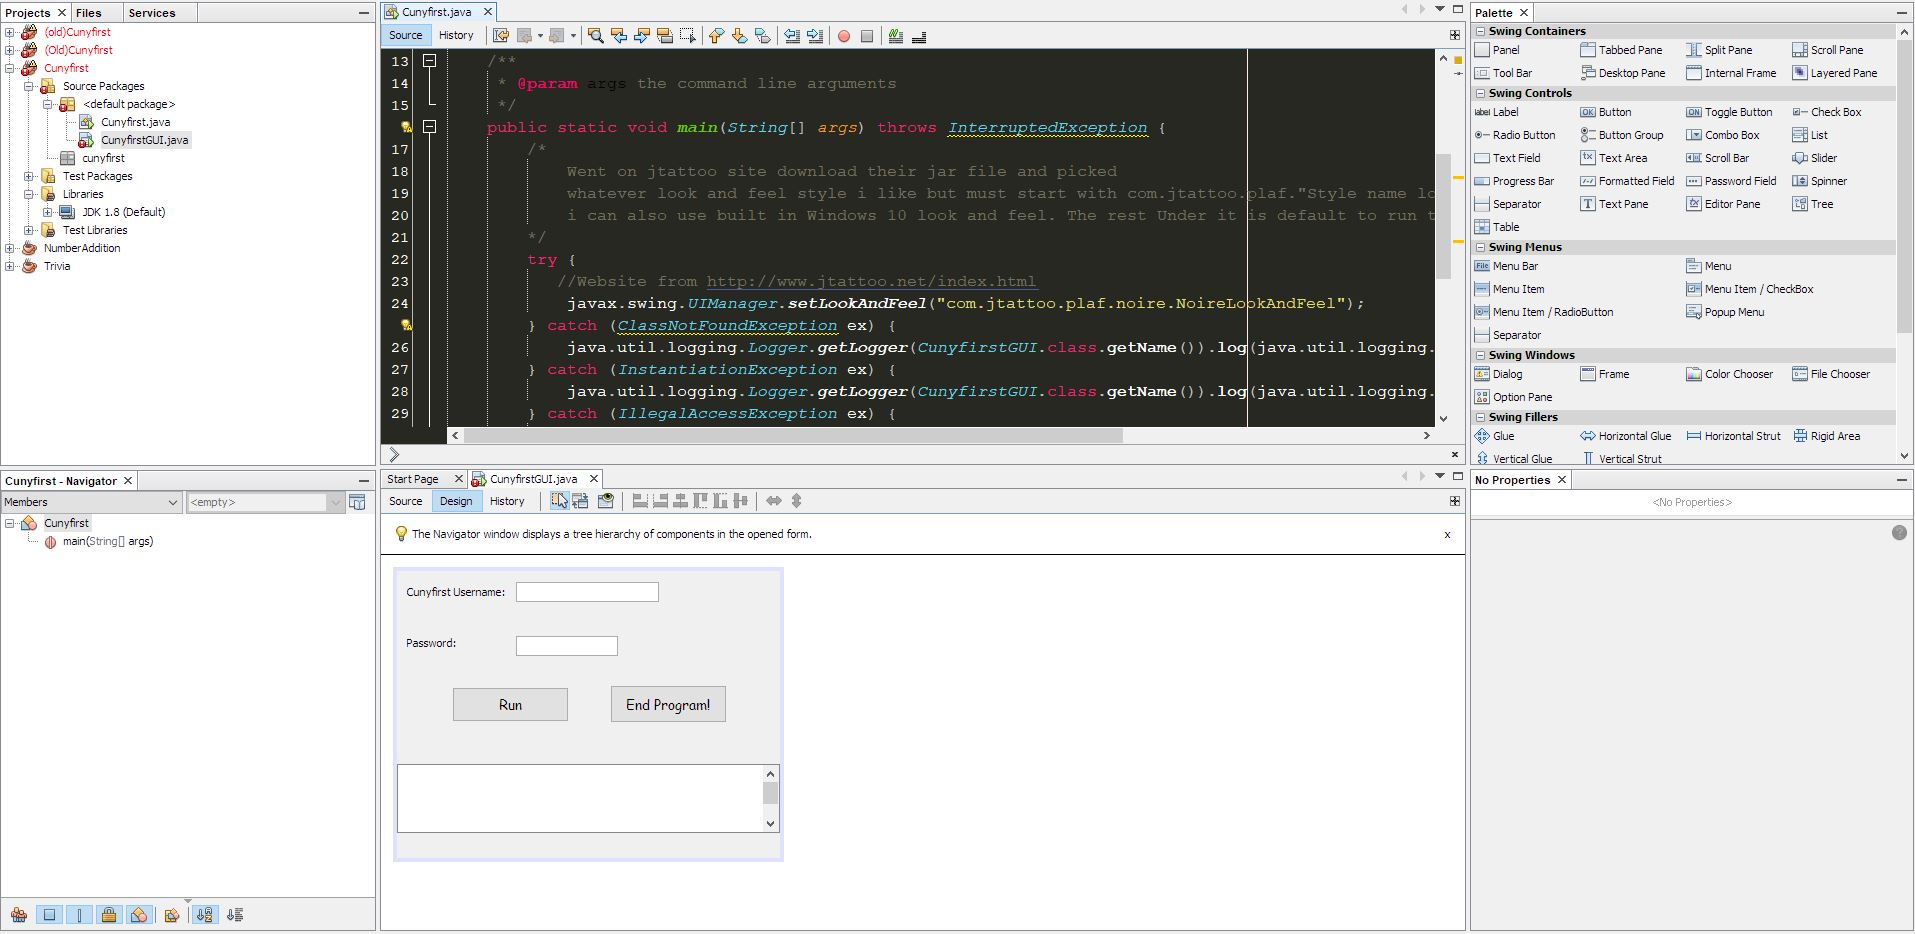 Projects
Files
Services
(old)Cunyfirst
(Old)Cunyfirst
Cunyfirst
Source Packages
<default package>
Cunyfirst.java
CunyfirstGUI.java
cunyfirst
Test Packages
Libraries
JDK 1.8 (Default)
Test Libraries
NumberAddition
Trivia
Cunyfirst - Navigator
Members
<empty>
Cunyfirst
main(String[] args)
Cunyfirst.java
Source History
13 /**
14 * @param args the command line arguments
15 */
public static void main(String[] args) throws InterruptedException {
17 /*
18 Went on jtattoo site download their jar file and picked
19 whatever look and feel style i like but must start with com.jtattoo.plaf."Style name lo
20 i can also use built in Windows 10 look and feel. The rest Under it is default to run t
21 */
22 try {
23 //Website from http://www.jtattoo.net/index.html
24 javax.swing.UIManager.setLookAndFeel("com.jtattoo.plaf.noire.NoireLookAndFeel");
} catch (ClassNotFoundException ex) {
26 java.util.logging.Logger.getLogger(CunyfirstGUI.class.getName()).log(java.util.logging.
27 } catch (InstantiationException ex) {
28 java.util.logging.Logger.getLogger(CunyfirstGUI.class.getName()).log(java.util.logging.
29 } catch (IllegalAccessException ex) {
Start Page
CunyfirstGUI.java
Source Design History
The Navigator window displays a tree hierarchy of components in the opened form.
x
Cunyfirst Username:
Password:
Run
End Program!
Palette
Swing Containers
Panel Tabbed Pane Split Pane Scroll Pane
Tool Bar Desktop Pane Internal Frame Layered Pane
Swing Controls
label Label OK Button ON Toggle Button Check Box
Radio Button Button Group Combo Box List
Text Field Text Area Scroll Bar Slider
Progress Bar Formatted Field Password Field Spinner
Separator Text Pane Editor Pane Tree
Table
Swing Menus
File Menu Bar Menu
Menu Item Menu Item / CheckBox
Menu Item / RadioButton Popup Menu
Separator
Swing Windows
Dialog Frame Color Chooser File Chooser
Option Pane
Swing Fillers
Glue Horizontal Glue Horizontal Strut Rigid Area
Vertical Glue Vertical Strut
No Properties
<No Properties>
?